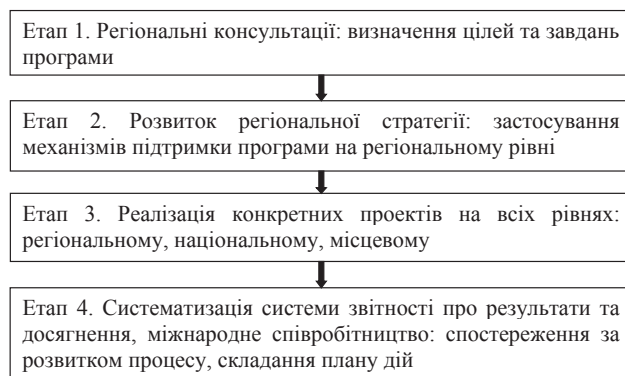 Етап 1. Регіональні консультації: визначення цілей та завдань
програми
Етап 2. Розвиток регіональної стратегії: застосування
механізмів підтримки програми на регіональному рівні
Етап 3. Реалізація конкретних проектів на всіх рівнях:
регіональному, національному, місцевому
Етап 4. Систематизація системи звітності про результати та
досягнення, міжнародне співробітництво: спостереження за
розвитком процесу, складання плану дій